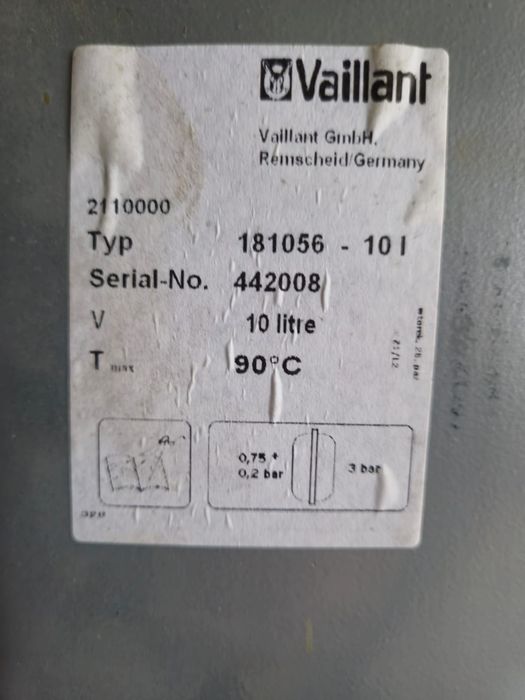 Vaillant
Vaillant GmbH.
Remscheid/Germany
2110000
Typ 181056 - 10 l
Serial-No. 442008
V 10 litre
T max 90°C
0,75 +
0,2 bar
3 bar